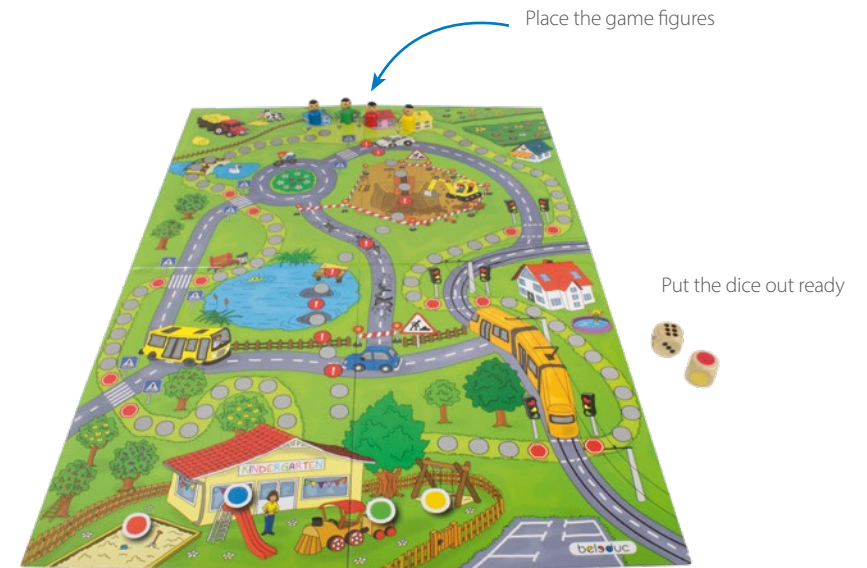 Place the game figures
Put the dice out ready
KINDERGARTEN
beleduc